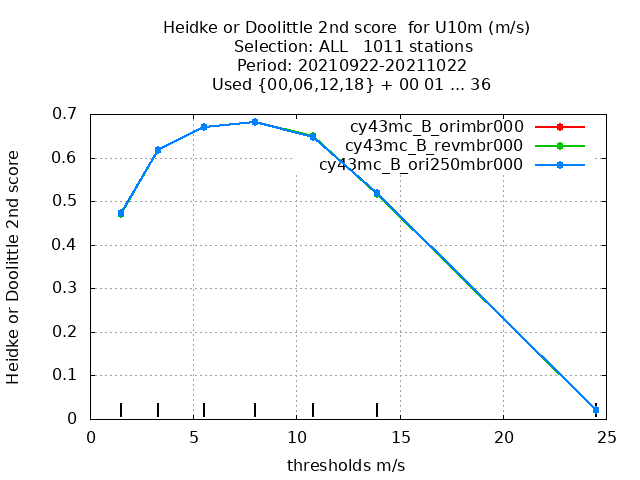 Heidke or Doolittle 2nd score  for U10m (m/s)
Selection: ALL   1011 stations
Period: 20210922-20211022
Used {00,06,12,18} + 00 01 ... 36
cy43mc_B_orimbr000
cy43mc_B_revmbr000
cy43mc_B_ori250mbr000
Heidke or Doolittle 2nd score
0.7
0.6
0.5
0.4
0.3
0.2
0.1
0
0 5 10 15 20 25
thresholds m/s